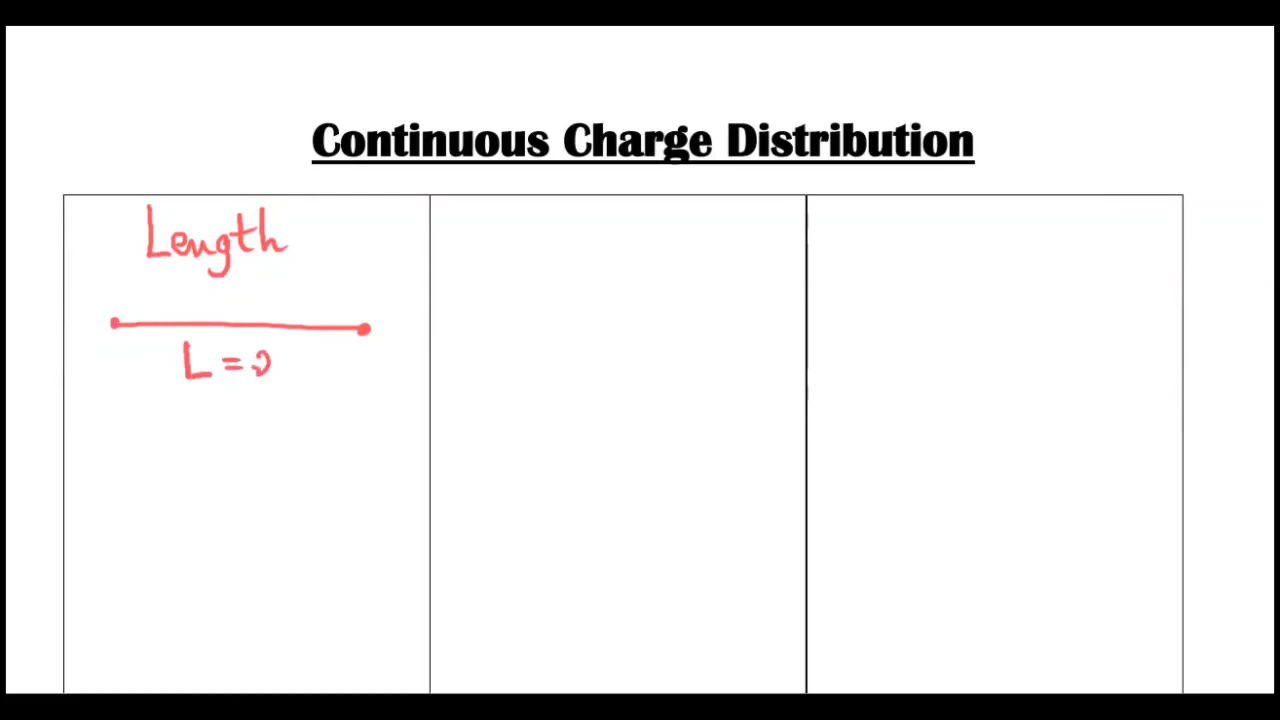 Continuous Charge Distribution
Length
L =